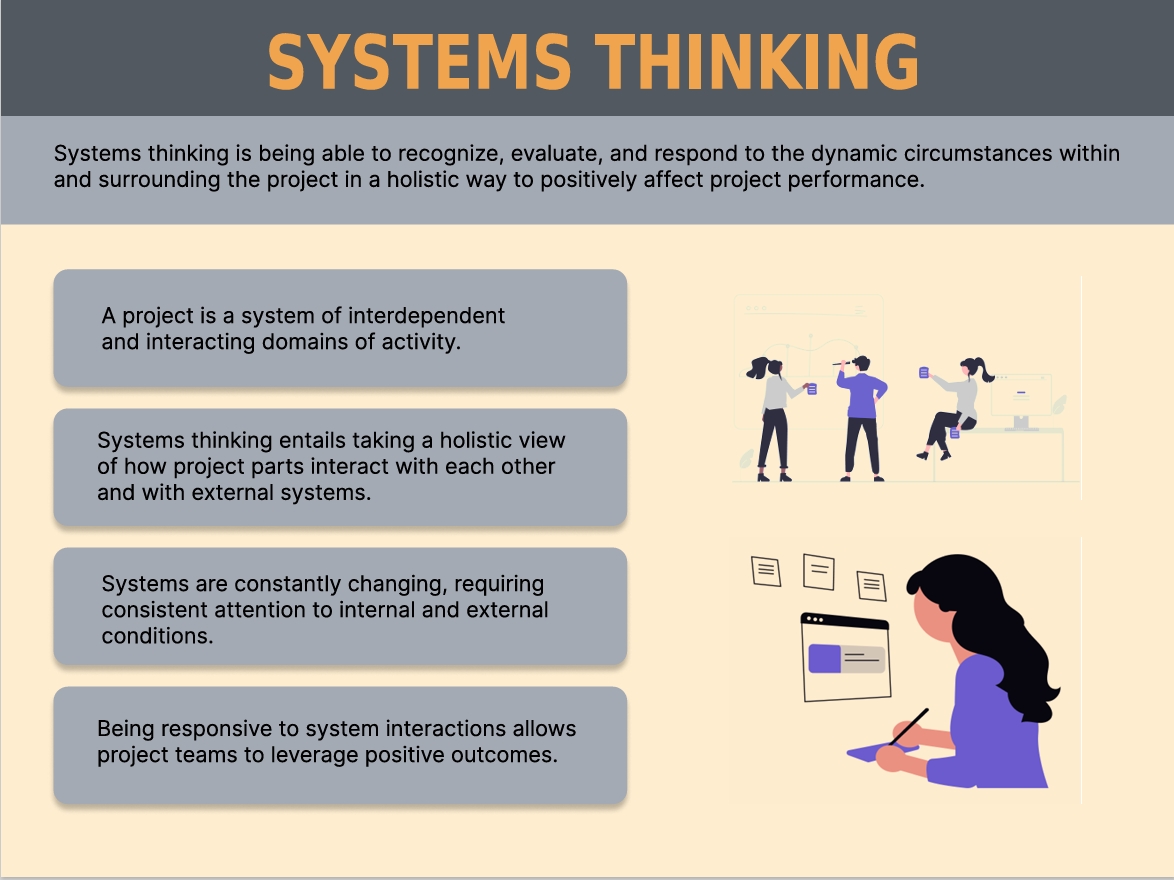 SYSTEMS THINKING
Systems thinking is being able to recognize, evaluate, and respond to the dynamic circumstances within
and surrounding the project in a holistic way to positively affect project performance.
A project is a system of interdependent
and interacting domains of activity.
Systems thinking entails taking a holistic view
of how project parts interact with each other
and with external systems.
Systems are constantly changing, requiring
consistent attention to internal and external
conditions.
Being responsive to system interactions allows
project teams to leverage positive outcomes.